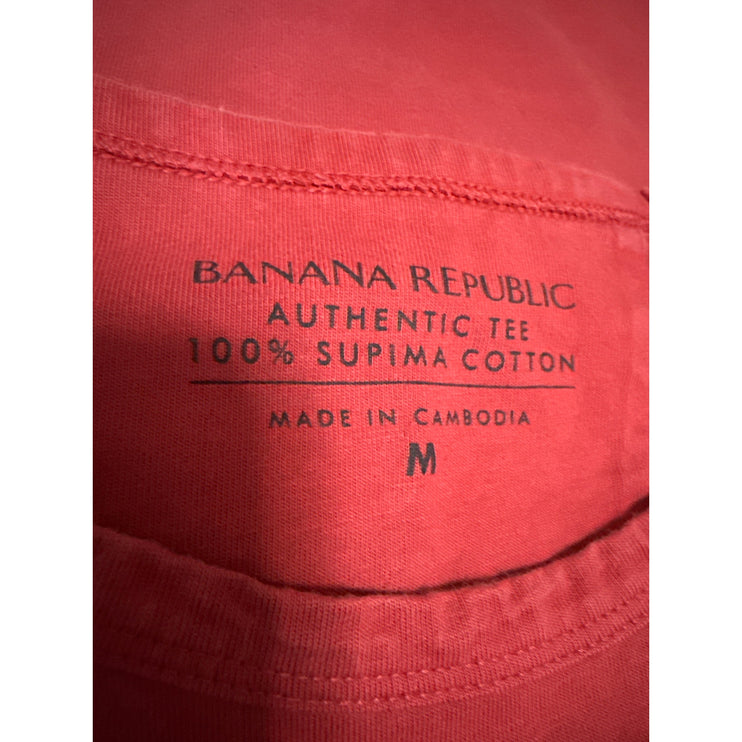 BANANA REPUBLIC
AUTHENTIC TEE
100% SUPIMA COTTON
MADE IN CAMBODIA
M